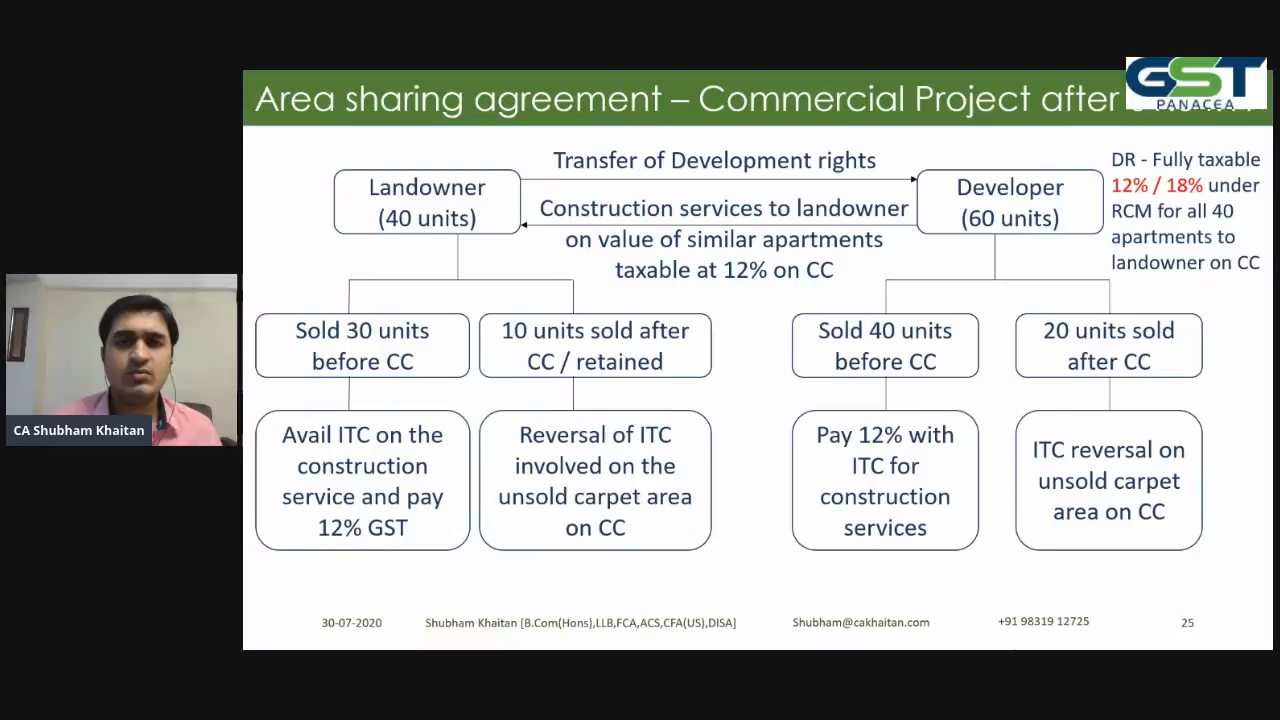 GST
PANACEA
Area sharing agreement – Commercial Project after
Transfer of Development rights
Landowner
(40 units)
Construction services to landowner
on value of similar apartments
taxable at 12% on CC
Developer
(60 units)
DR - Fully taxable
12% / 18% under
RCM for all 40
apartments to
landowner on CC
Sold 30 units
before CC
10 units sold after
CC / retained
Sold 40 units
before CC
20 units sold
after CC
Avail ITC on the
construction
service and pay
12% GST
Reversal of ITC
involved on the
unsold carpet area
on CC
Pay 12% with
ITC for
construction
services
ITC reversal on
unsold carpet
area on CC
CA Shubham Khaitan
30-07-2020 Shubham Khaitan [B.Com(Hons),LLB,FCA,ACS,CFA(US),DISA] Shubham@cakhaitan.com +91 98319 12725 25